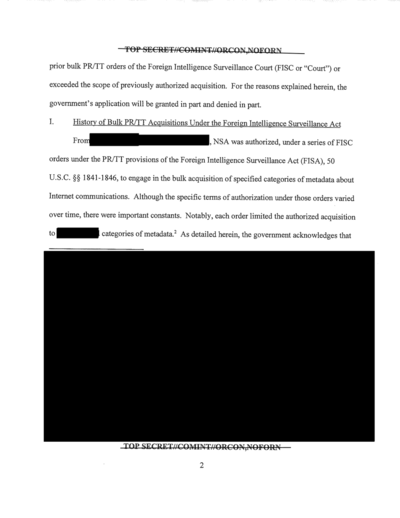 TOP SECRET//COMINT//ORCON,NOFORN
prior bulk PR/TT orders of the Foreign Intelligence Surveillance Court (FISC or “Court”) or
exceeded the scope of previously authorized acquisition. For the reasons explained herein, the
government’s application will be granted in part and denied in part.
I. History of Bulk PR/TT Acquisitions Under the Foreign Intelligence Surveillance Act
From , NSA was authorized, under a series of FISC
orders under the PR/TT provisions of the Foreign Intelligence Surveillance Act (FISA), 50
U.S.C. §§ 1841-1846, to engage in the bulk acquisition of specified categories of metadata about
Internet communications. Although the specific terms of authorization under those orders varied
over time, there were important constants. Notably, each order limited the authorized acquisition
to categories of metadata.2 As detailed herein, the government acknowledges that
TOP SECRET//COMINT//ORCON,NOFORN
2